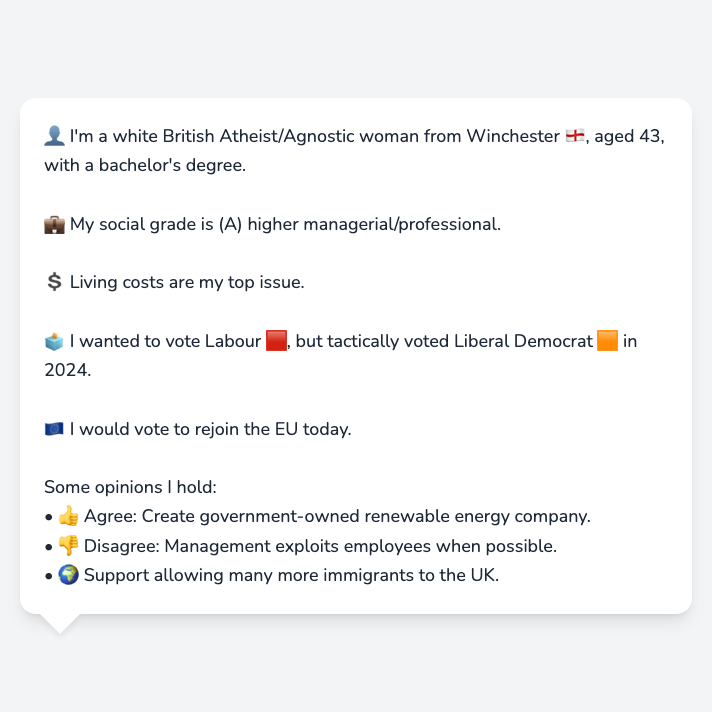 👤 I'm a white British Atheist/Agnostic woman from Winchester 🏴󠁧󠁢󠁥󠁮󠁧󠁿, aged 43,
with a bachelor's degree.
💼 My social grade is (A) higher managerial/professional.
💲 Living costs are my top issue.
🗳️ I wanted to vote Labour 🟥, but tactically voted Liberal Democrat 🟧 in
2024.
🇪🇺 I would vote to rejoin the EU today.
Some opinions I hold:
• 👍 Agree: Create government-owned renewable energy company.
• 👎 Disagree: Management exploits employees when possible.
• 🌍 Support allowing many more immigrants to the UK.